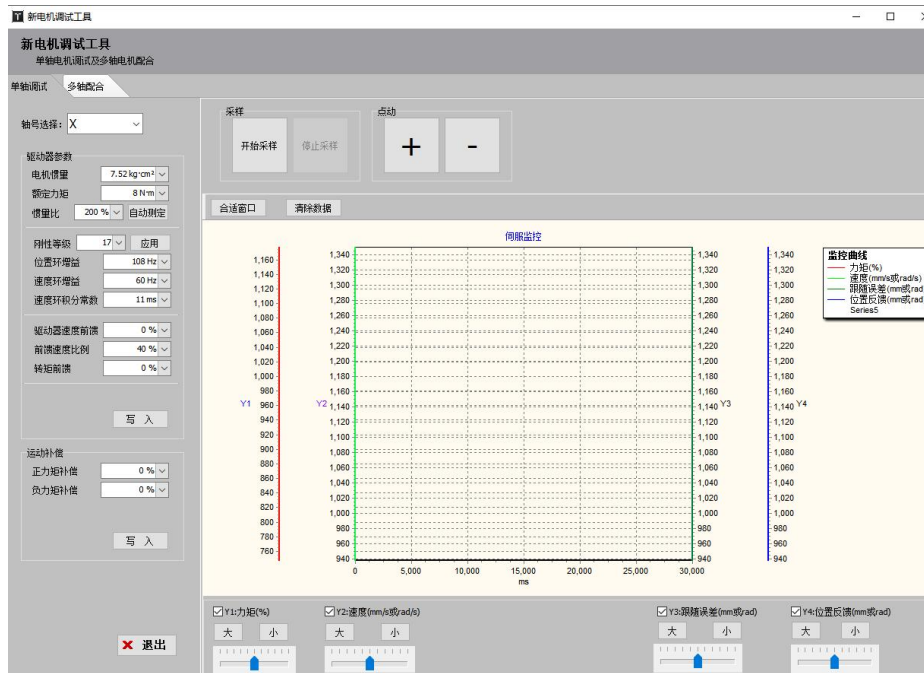 新电机调试工具
新电机调试工具
单轴电机调试及多轴电机配合
单轴调试 多轴配合
轴号选择: X
驱动器参数
电机惯量 7.52 kg·cm²
额定力矩 8 N·m
惯量比 200 % 自动测定
刚性等级 17 应用
位置环增益 108 Hz
速度环增益 60 Hz
速度环积分常数 11 ms
驱动器速度前馈 0 %
前馈速度比例 40 %
转矩前馈 0 %
写 入
运动补偿
正力矩补偿 0 %
负力矩补偿 0 %
写 入
退出
采样 点动
开始采样 停止采样 + -
合适窗口 清除数据
伺服监控
Y1
1,160
1,140
1,120
1,100
1,080
1,060
1,040
1,020
1,000
980
960
940
920
900
880
860
840
820
800
780
760
Y2
1,340
1,320
1,300
1,280
1,260
1,240
1,220
1,200
1,180
1,160
1,140
1,120
1,100
1,080
1,060
1,040
1,020
1,000
980
960
940
0 5,000 10,000 15,000 20,000 25,000 30,000
ms
1,340
1,320
1,300
1,280
1,260
1,240
1,220
1,200
1,180
1,160
1,140
1,120
1,100
1,080
1,060
1,040
1,020
1,000
980
960
940
Y3
1,340
1,320
1,300
1,280
1,260
1,240
1,220
1,200
1,180
1,160
1,140
1,120
1,100
1,080
1,060
1,040
1,020
1,000
980
960
940
Y4
监控曲线
力矩(%)
速度(mm/s或rad/s)
跟随误差(mm或rad
位置反馈(mm或rad
Series5
Y1:力矩(%) Y2:速度(mm/s或rad/s) Y3:跟随误差(mm或rad) Y4:位置反馈(mm或rad)
大 小 大 小 大 小 大 小